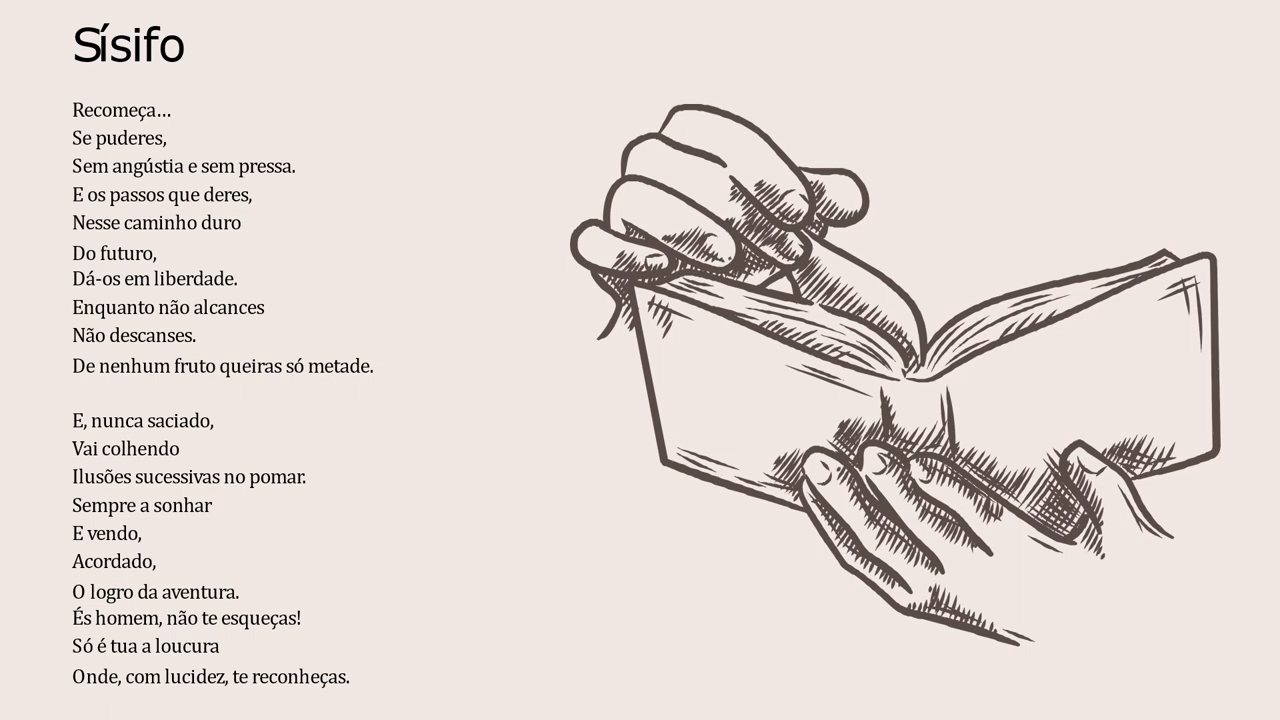 Sísifo
Recomeça…
Se puderes,
Sem angústia e sem pressa.
E os passos que deres,
Nesse caminho duro
Do futuro,
Dá-os em liberdade.
Enquanto não alcances
Não descanses.
De nenhum fruto queiras só metade.
E, nunca saciado,
Vai colhendo
Ilusões sucessivas no pomar.
Sempre a sonhar
E vendo,
Acordado,
O logro da aventura.
És homem, não te esqueças!
Só é tua a loucura
Onde, com lucidez, te reconheças.